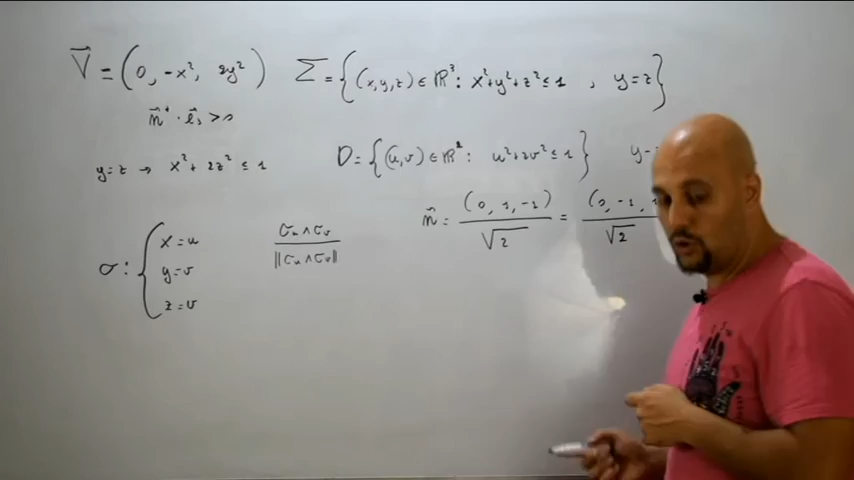 V⃗ = (0, -x², 2y²) Σ = {(x,y,z) ∈ ℝ³: x²+y²+z² ≤ 1 , y=z}
n⃗⁺ · e⃗₃ > 0
y=z → x² + 2z² ≤ 1 D = {(u,v) ∈ ℝ²: u²+2v² ≤ 1} y-
σ: { x=u
y=v
z=v
σᵤ ∧ σᵥ / ||σᵤ ∧ σᵥ||
n̂ = (0, 1, -1) / √2 = (0, -1, 1 / √2